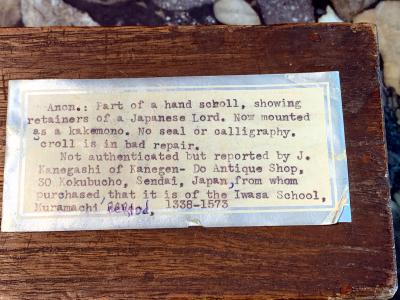 Anon.: Part of a hand scholl, showing
retainers of a Japanese Lord. Now mounted
as a kakemono. No seal or calligraphy.
croll is in bad repair.
Not authenticated but reported by J.
Kanegashi of Kanegen- Do Antique Shop,
30 Kokubucho, Sendai, Japan, from whom
purchased, that it is of the Iwasa School,
Muramachi Period, 1338-1573